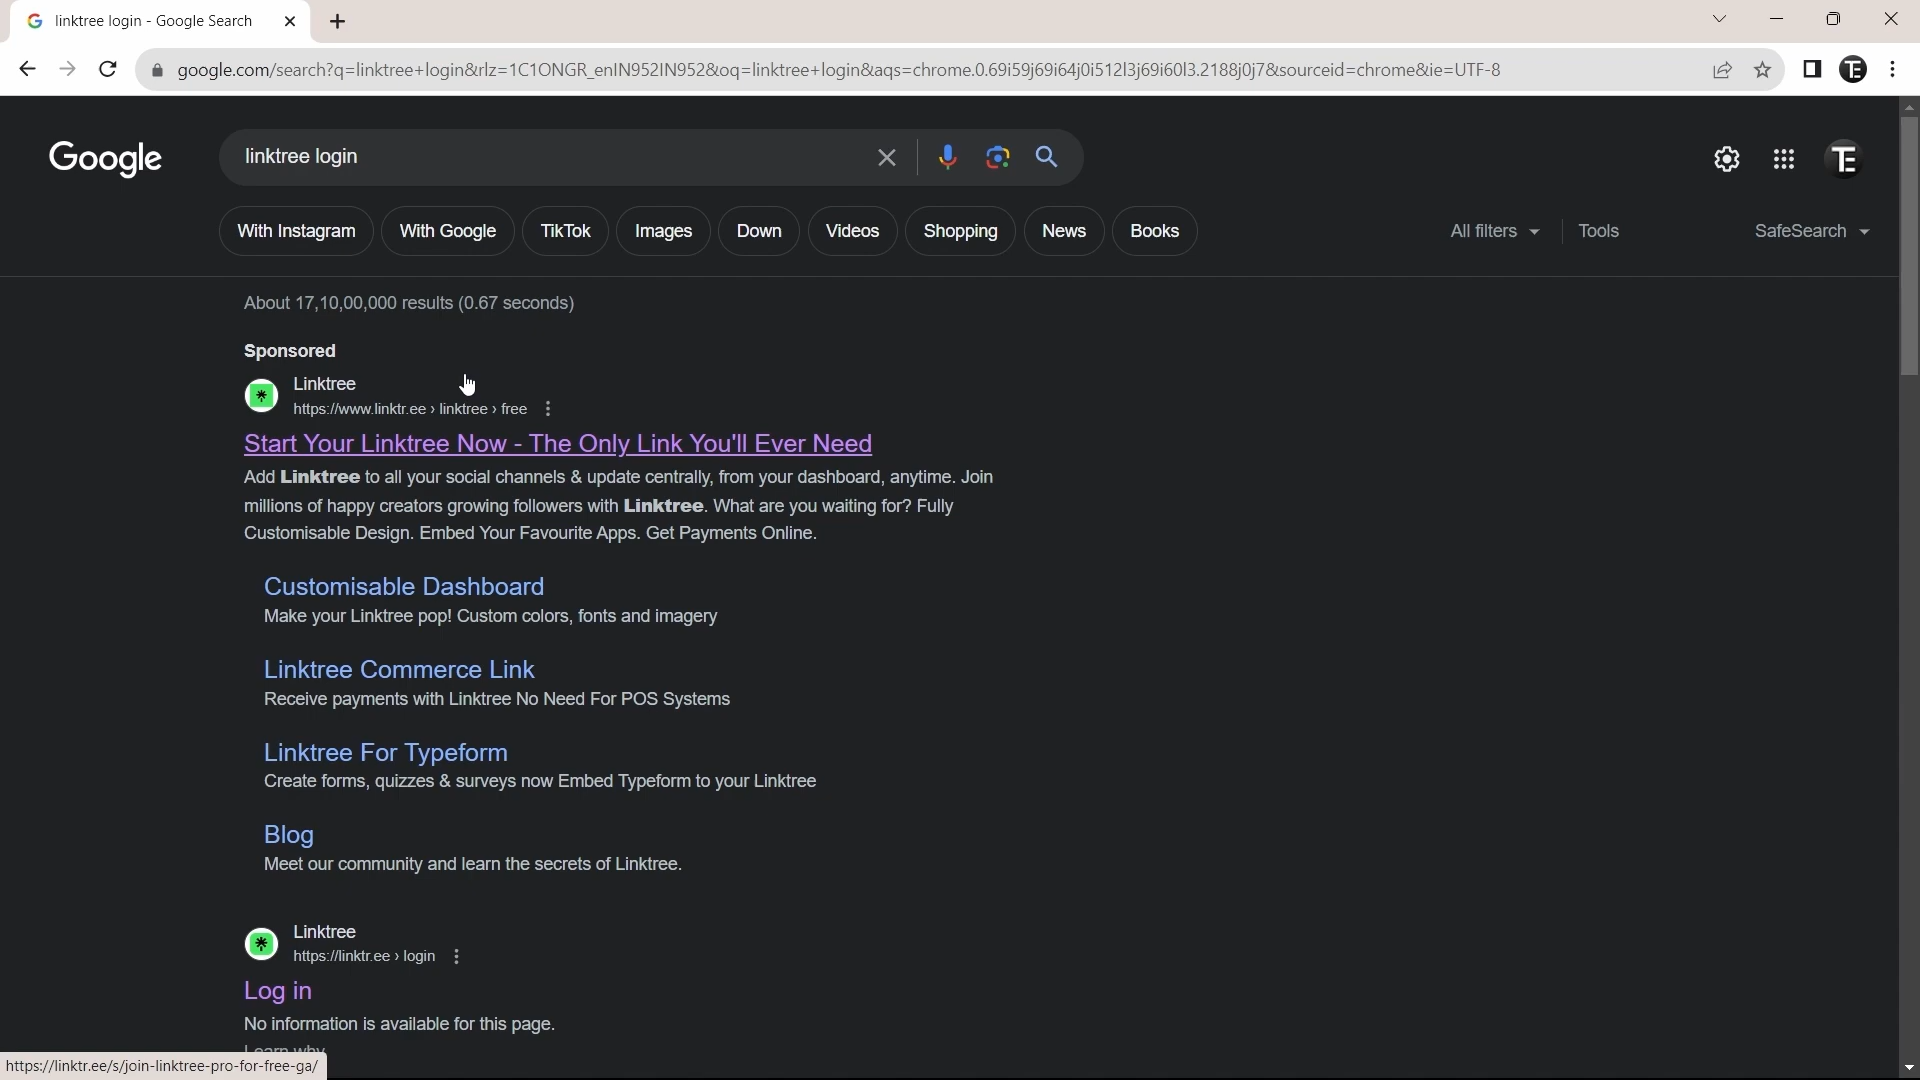 linktree login - Google Search
google.com/search?q=linktree+login&rlz=1C1ONGR_enIN952IN952&oq=linktree+login&aqs=chrome.0.69i59j69i64j0i512l3j69i60l3.2188j0j7&sourceid=chrome&ie=UTF-8
Google
linktree login
With Instagram
With Google
TikTok
Images
Down
Videos
Shopping
News
Books
All filters
Tools
SafeSearch
About 17,10,00,000 results (0.67 seconds)
Sponsored
Linktree
https://www.linktr.ee › linktree › free
Start Your Linktree Now - The Only Link You'll Ever Need
Add Linktree to all your social channels & update centrally, from your dashboard, anytime. Join
millions of happy creators growing followers with Linktree. What are you waiting for? Fully
Customisable Design. Embed Your Favourite Apps. Get Payments Online.
Customisable Dashboard
Make your Linktree pop! Custom colors, fonts and imagery
Linktree Commerce Link
Receive payments with Linktree No Need For POS Systems
Linktree For Typeform
Create forms, quizzes & surveys now Embed Typeform to your Linktree
Blog
Meet our community and learn the secrets of Linktree.
Linktree
https://linktr.ee › login
Log in
No information is available for this page.
Learn why
https://linktr.ee/s/join-linktree-pro-for-free-ga/